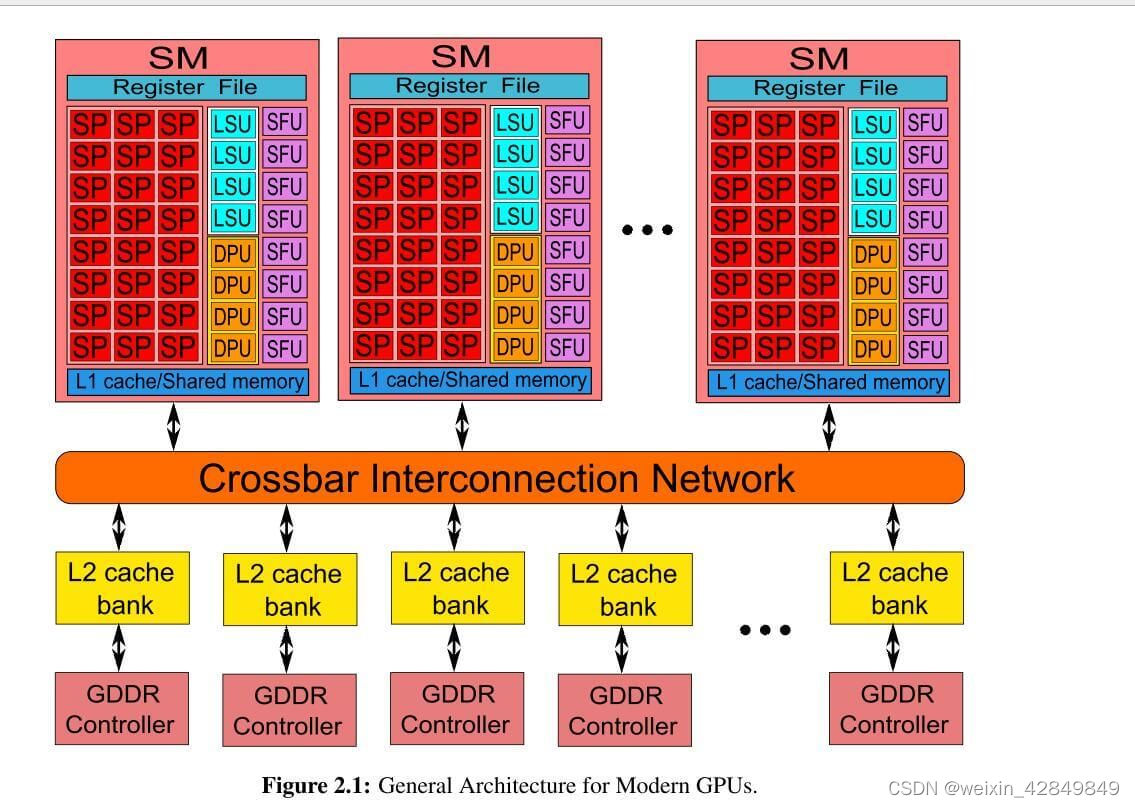 SM SM SM
Register File Register File Register File
SP SP SP LSU SFU SP SP SP LSU SFU SP SP SP LSU SFU
SP SP SP LSU SFU SP SP SP LSU SFU SP SP SP LSU SFU
SP SP SP LSU SFU SP SP SP LSU SFU SP SP SP LSU SFU
SP SP SP LSU SFU SP SP SP LSU SFU SP SP SP LSU SFU
SP SP SP DPU SFU SP SP SP DPU SFU SP SP SP DPU SFU
SP SP SP DPU SFU SP SP SP DPU SFU SP SP SP DPU SFU
SP SP SP DPU SFU SP SP SP DPU SFU SP SP SP DPU SFU
SP SP SP DPU SFU SP SP SP DPU SFU SP SP SP DPU SFU
L1 cache/Shared memory L1 cache/Shared memory L1 cache/Shared memory
Crossbar Interconnection Network
L2 cache L2 cache L2 cache L2 cache L2 cache
bank bank bank bank bank
GDDR GDDR GDDR GDDR GDDR
Controller Controller Controller Controller Controller
Figure 2.1: General Architecture for Modern GPUs.
CSDN @weixin_42849849